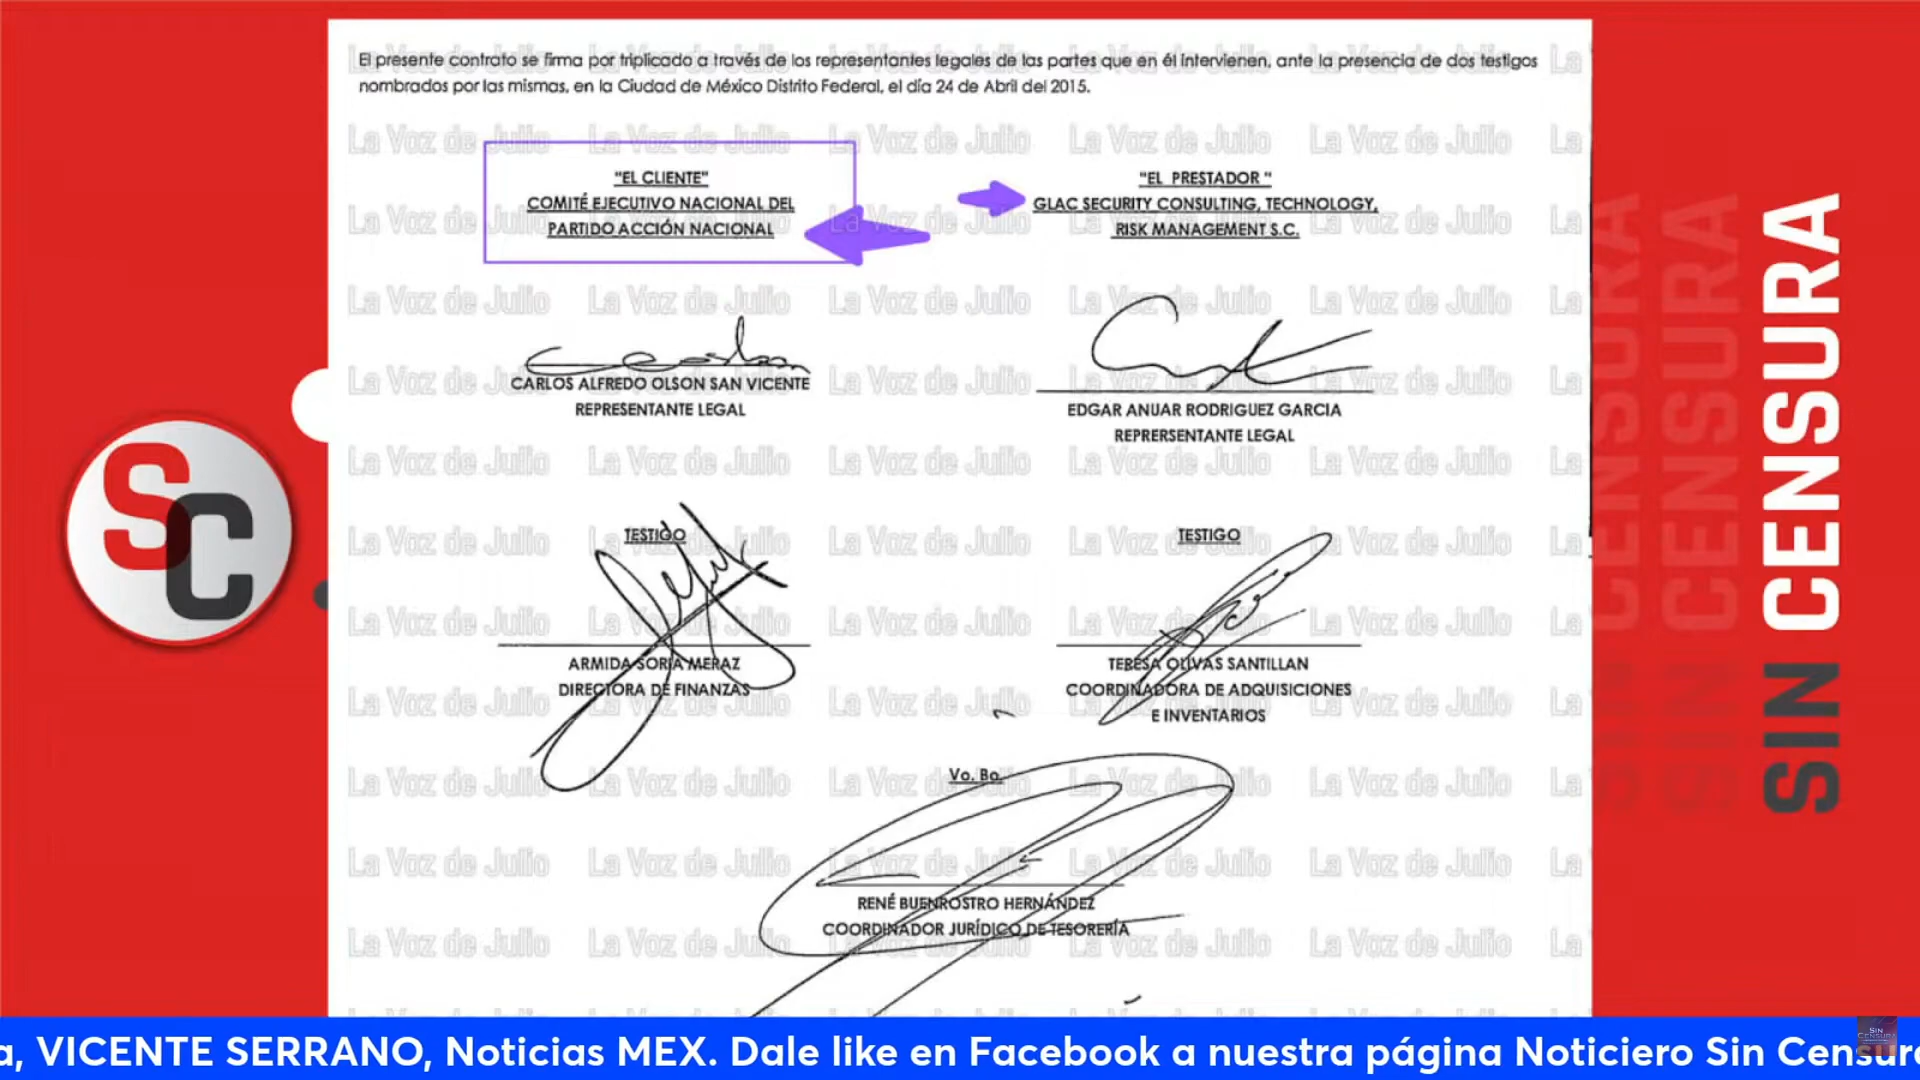 El presente contrato se firma por triplicado a través de los representantes legales de las partes que en él intervienen, ante la presencia de dos testigos
nombrados por las mismas, en la Ciudad de México Distrito Federal, el día 24 de Abril del 2015.
"EL CLIENTE"
COMITÉ EJECUTIVO NACIONAL DEL
PARTIDO ACCIÓN NACIONAL
"EL PRESTADOR "
GLAC SECURITY CONSULTING, TECHNOLOGY,
RISK MANAGEMENT S.C.
CARLOS ALFREDO OLSON SAN VICENTE
REPRESENTANTE LEGAL
EDGAR ANUAR RODRIGUEZ GARCIA
REPRERSENTANTE LEGAL
TESTIGO
ARMIDA SORIA MERAZ
DIRECTORA DE FINANZAS
TESTIGO
TERESA OLIVAS SANTILLAN
COORDINADORA DE ADQUISICIONES
E INVENTARIOS
Vo. Bo.
RENÉ BUENROSTRO HERNÁNDEZ
COORDINADOR JURÍDICO DE TESORERÍA
La Voz de Julio
SC
SIN CENSURA
a, VICENTE SERRANO, Noticias MEX. Dale like en Facebook a nuestra página Noticiero Sin Censura